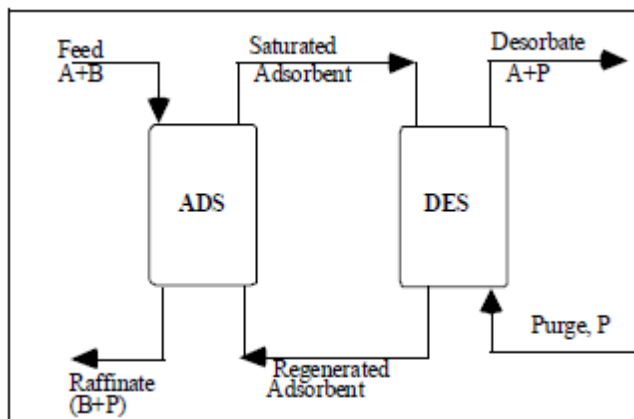 Feed
A+B
Saturated
Adsorbent
Desorbate
A+P
ADS
DES
Purge, P
Raffinate
(B+P)
Regenerated
Adsorbent